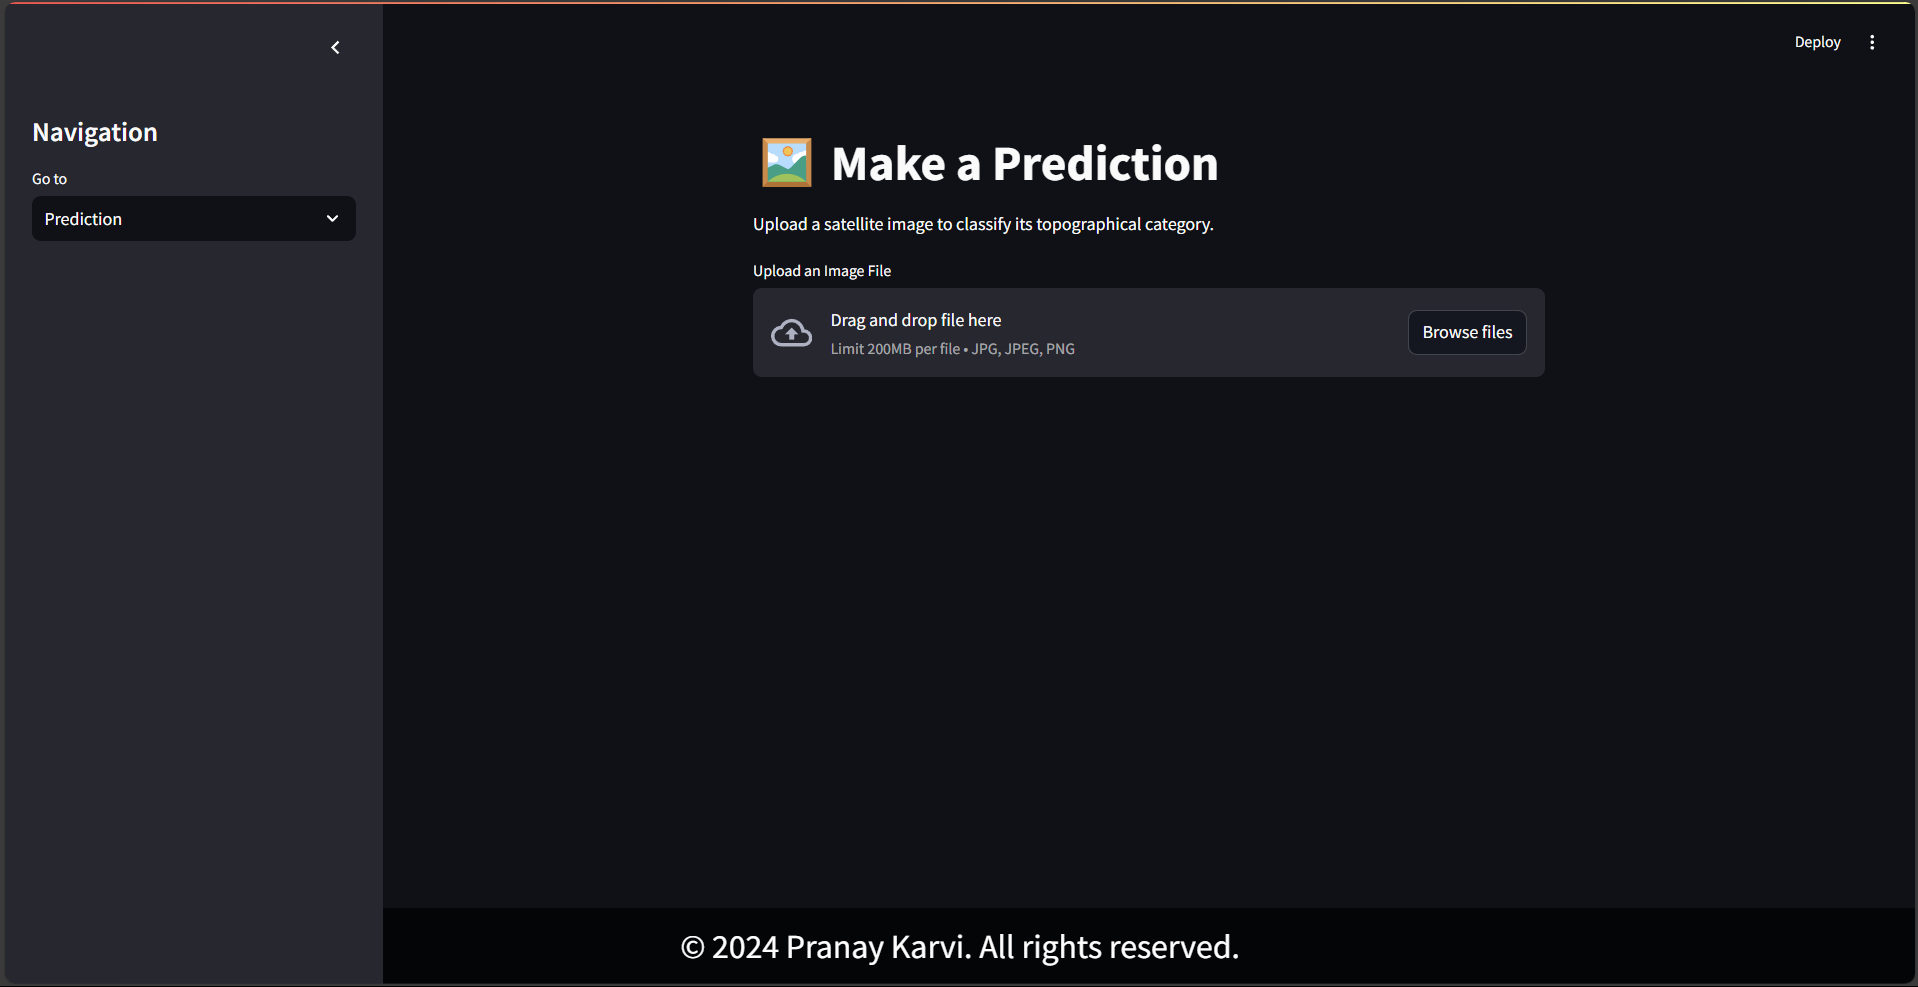 Deploy
Navigation
Go to
Prediction
Make a Prediction
Upload a satellite image to classify its topographical category.
Upload an Image File
Drag and drop file here
Limit 200MB per file • JPG, JPEG, PNG
Browse files
© 2024 Pranay Karvi. All rights reserved.